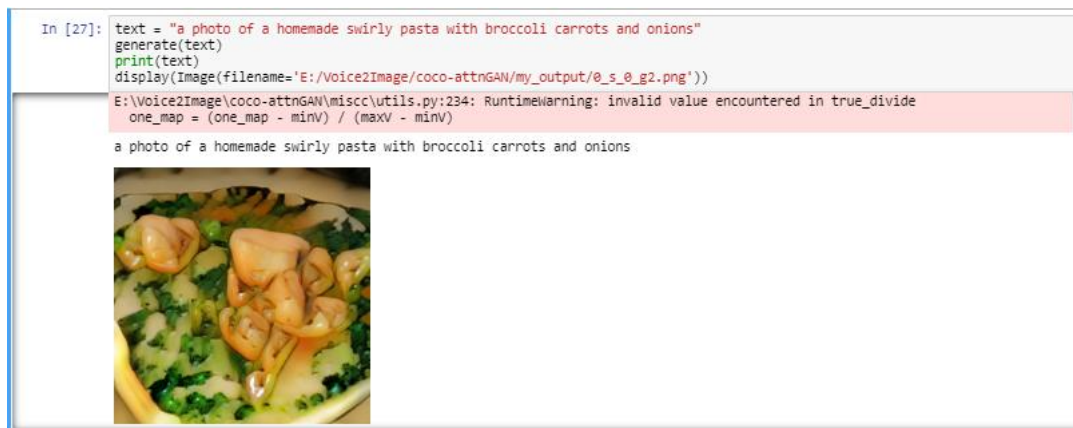 In [27]: text = "a photo of a homemade swirly pasta with broccoli carrots and onions"
generate(text)
print(text)
display(Image(filename='E:/Voice2Image/coco-attnGAN/my_output/0_s_0_g2.png'))
E:\Voice2Image\coco-attnGAN\miscc\utils.py:234: RuntimeWarning: invalid value encountered in true_divide
one_map = (one_map - minV) / (maxV - minV)
a photo of a homemade swirly pasta with broccoli carrots and onions